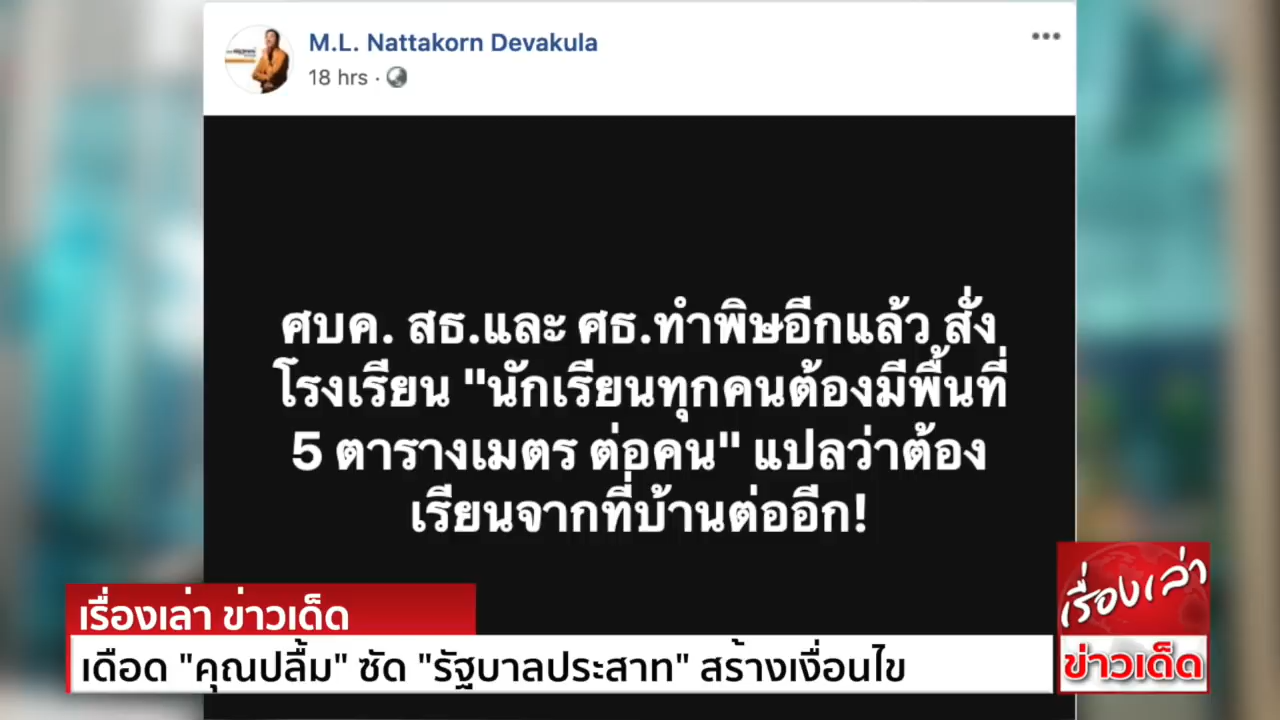 M.L. Nattakorn Devakula
18 hrs ·
ศบค. สธ.และ ศธ.ทำพิษอีกแล้ว สั่ง
โรงเรียน "นักเรียนทุกคนต้องมีพื้นที่
5 ตารางเมตร ต่อคน" แปลว่าต้อง
เรียนจากที่บ้านต่ออีก!
เรื่องเล่า ข่าวเด็ด
เดือด "คุณปลื้ม" ซัด "รัฐบาลประสาท" สร้างเงื่อนไข
เรื่องเล่า
ข่าวเด็ด